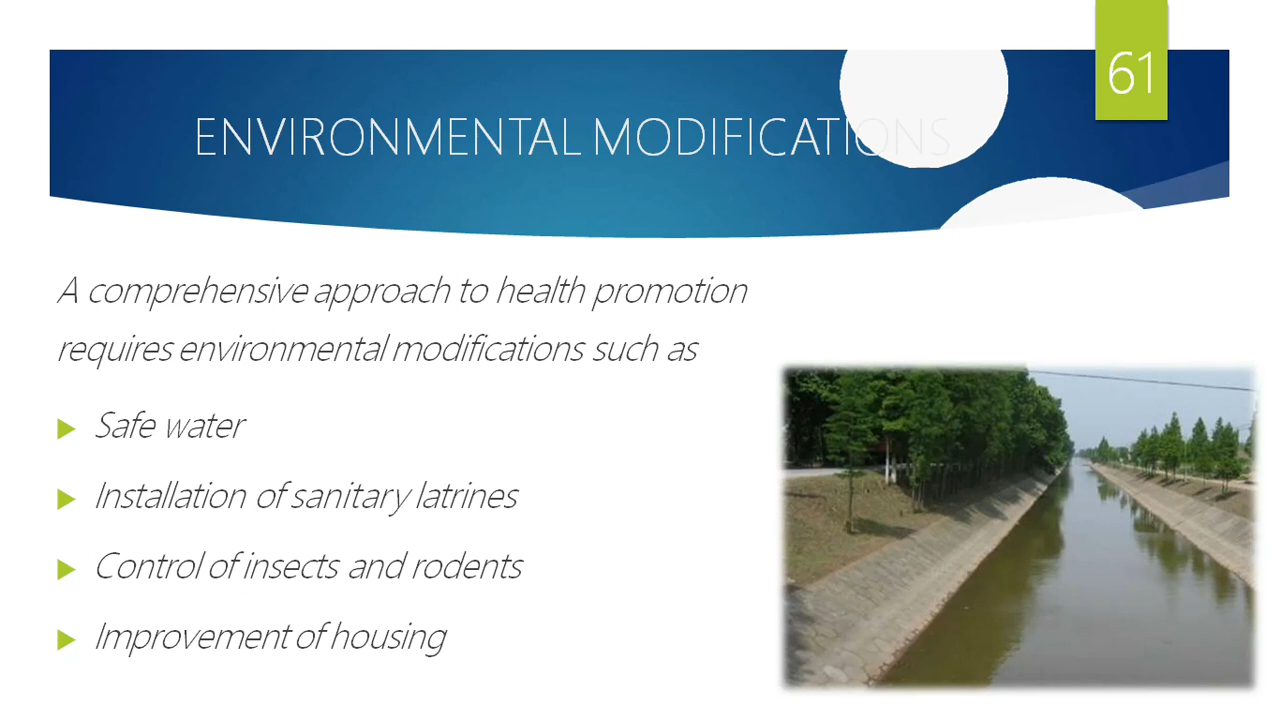 61
ENVIRONMENTAL MODIFICATIONS
A comprehensive approach to health promotion
requires environmental modifications such as
Safe water
Installation of sanitary latrines
Control of insects and rodents
Improvement of housing